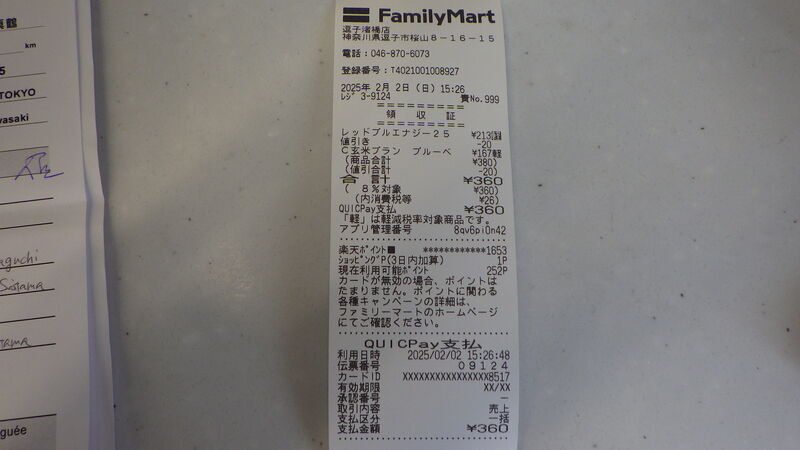 真鶴
km
5
TOKYO
vasaki
aguchi
Saitama
tama
guée
FamilyMart
逗子渚橋店
神奈川県逗子市桜山8-16-15
電話：046-870-6073
登録番号：T4021001008927
2025年 2月 2日（日）15:26
ﾚｼﾞ 3-9124 責No.999
領 収 証
レッドブルエナジー25 ¥213軽
値引き -20
C玄米ブラン ブルーベ ¥167軽
（商品合計 ¥380）
（値引合計 -20）
合 計 ¥360
（ 8％対象 ¥360）
（内消費税等 ¥26）
QUICPay支払 ¥360
「軽」は軽減税率対象商品です。
アプリ管理番号 8qv6pi0n42
楽天ﾎﾟｲﾝﾄ■ ************1653
ｼｮｯﾋﾟﾝｸﾞP(3日内加算) 1P
現在利用可能ﾎﾟｲﾝﾄ 252P
カードが無効の場合、ポイントは
たまりません。ポイントに関わる
各種キャンペーンの詳細は、
ファミリーマートのホームページ
にてご確認ください。
QUICPay支払
利用日時 2025/02/02 15:26:48
伝票番号 09124
カードID XXXXXXXXXXXXXXXX8517
有効期限 XX/XX
承認番号 －
取引内容 売上
支払区分 一括
支払金額 ¥360